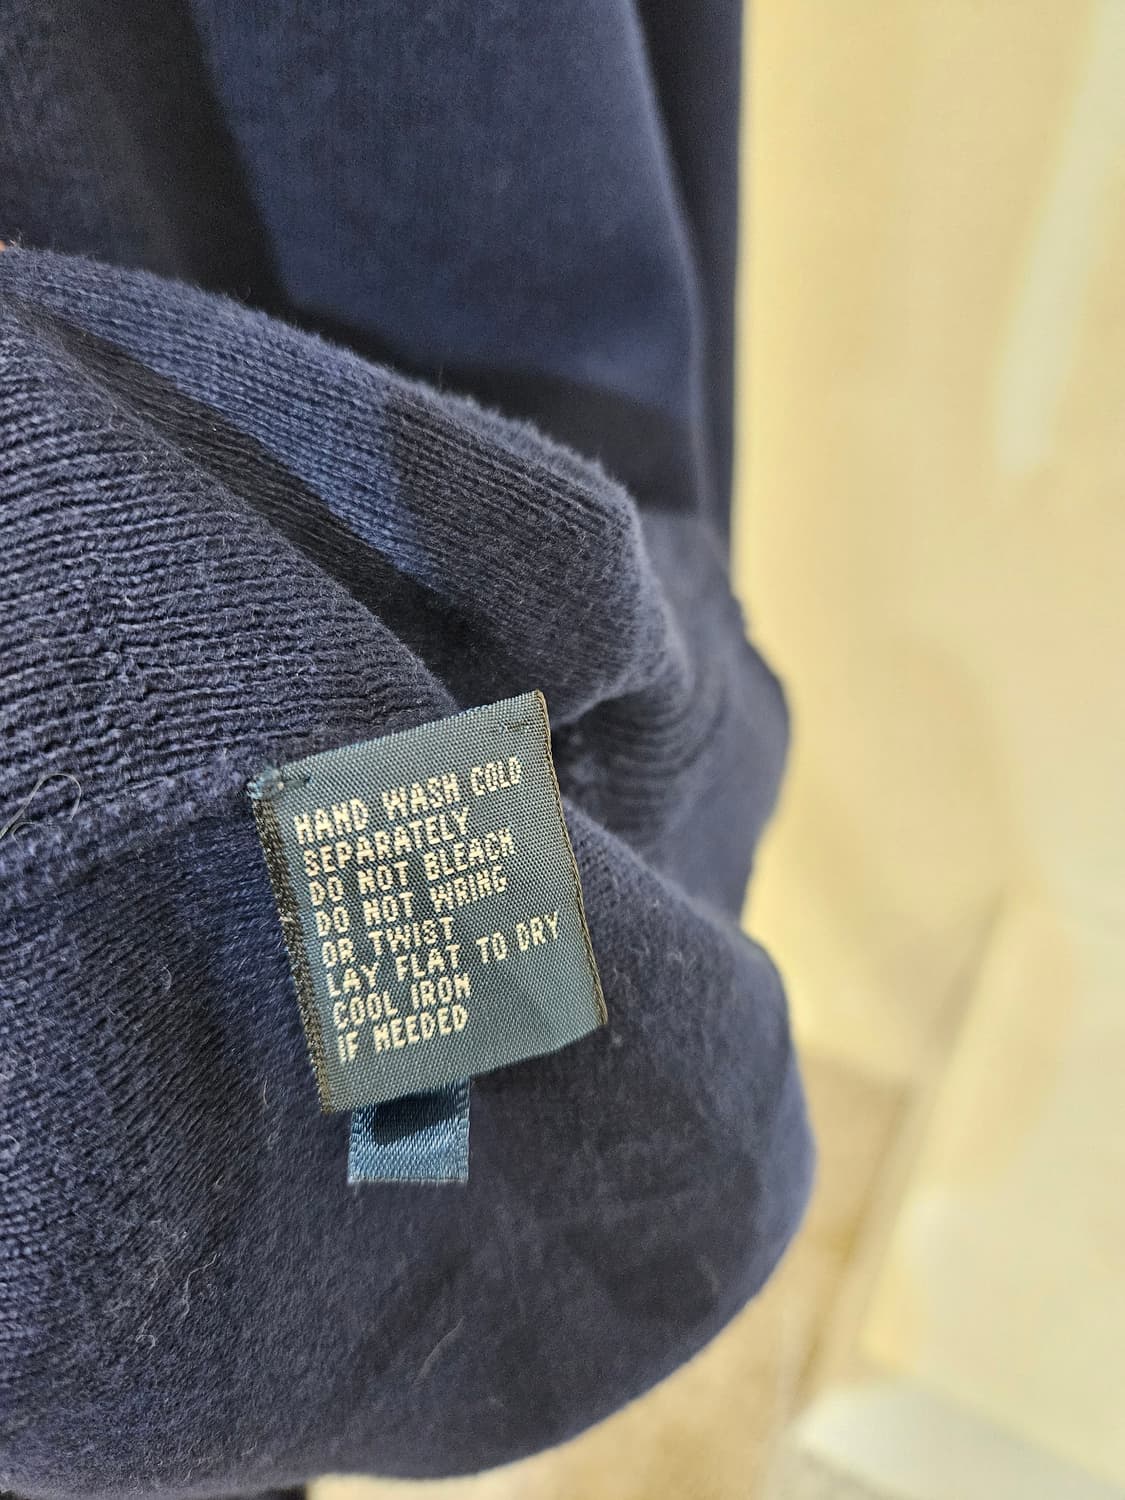 HAND WASH COLD
SEPARATELY
DO NOT BLEACH
DO NOT WRING
OR TWIST
LAY FLAT TO DRY
COOL IRON
IF NEEDED